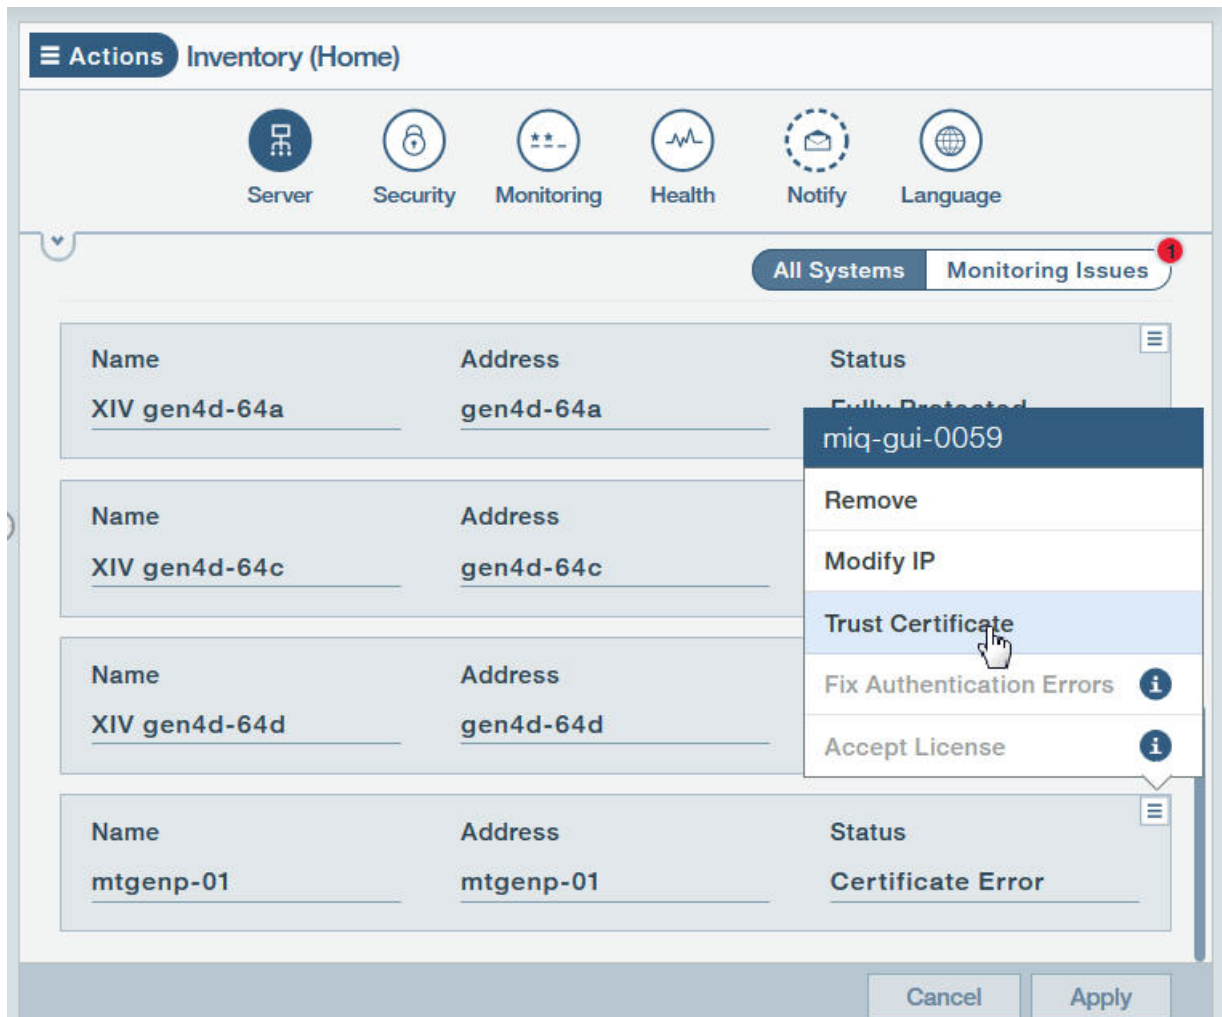 Actions Inventory (Home)
Server Security Monitoring Health Notify Language
All Systems Monitoring Issues 1
Name Address Status
XIV gen4d-64a gen4d-64a Fully Protected
miq-gui-0059
Remove
Modify IP
Trust Certificate
Fix Authentication Errors
Accept License
Name Address
XIV gen4d-64c gen4d-64c
Name Address
XIV gen4d-64d gen4d-64d
Name Address Status
mtgenp-01 mtgenp-01 Certificate Error
Cancel Apply